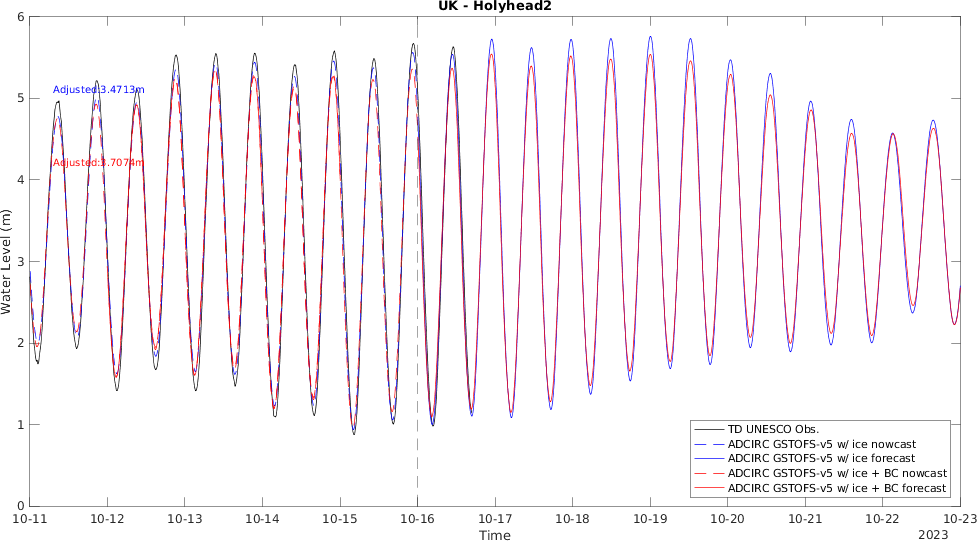 UK - Holyhead2
6
5
4
3
2
1
0
Water Level (m)
Adjusted:3.4713m
Adjusted:3.7074m
TD UNESCO Obs.
ADCIRC GSTOFS-v5 w/ ice nowcast
ADCIRC GSTOFS-v5 w/ ice forecast
ADCIRC GSTOFS-v5 w/ ice + BC nowcast
ADCIRC GSTOFS-v5 w/ ice + BC forecast
10-11 10-12 10-13 10-14 10-15 10-16 10-17 10-18 10-19 10-20 10-21 10-22 10-23
Time
2023